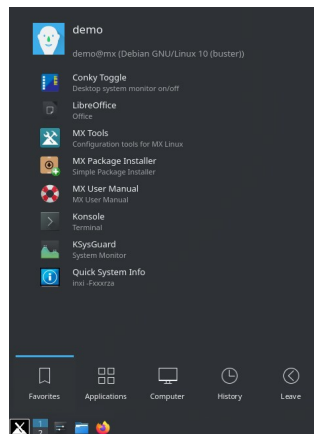 demo
demo@mx (Debian GNU/Linux 10 (buster))
Conky Toggle
Desktop system monitor on/off
LibreOffice
Office
MX Tools
Configuration tools for MX Linux
MX Package Installer
Simple Package Installer
MX User Manual
MX User Manual
Konsole
Terminal
KSysGuard
System Monitor
Quick System Info
inxi -Fxxxrza
Favorites
Applications
Computer
History
Leave
1
2